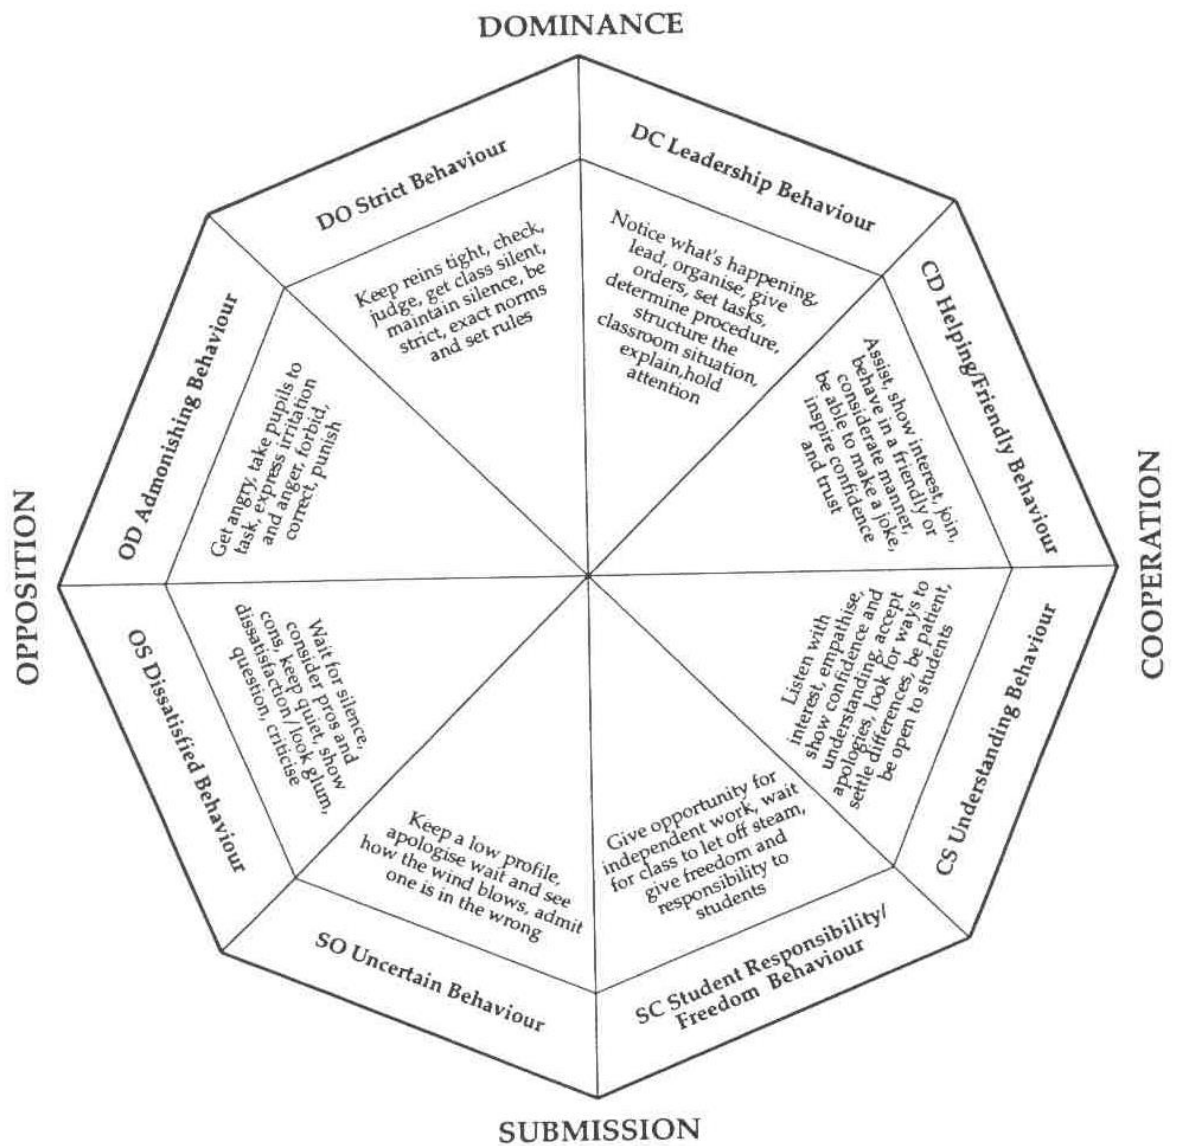 DOMINANCE
DC Leadership Behaviour
Notice what's happening,
lead, organise, give
orders, set tasks,
determine procedure,
structure the
classroom situation,
explain,hold
attention
CD Helping/Friendly Behaviour
Assist, show interest, join,
behave in a friendly or
considerate manner,
be able to make a joke,
inspire confidence
and trust
COOPERATION
CS Understanding Behaviour
Listen with
interest, empathise,
show confidence and
understanding, accept
apologies, look for ways to
settle differences, be patient,
be open to students
SC Student Responsibility/
Freedom Behaviour
Give opportunity for
independent work, wait
for class to let off steam,
give freedom and
responsibility to
students
SUBMISSION
SO Uncertain Behaviour
Keep a low profile,
apologise wait and see
how the wind blows, admit
one is in the wrong
OS Dissatisfied Behaviour
Wait for silence,
consider pros and
cons, keep quiet, show
dissatisfaction/look glum,
question, criticise
OPPOSITION
OD Admonishing Behaviour
Get angry, take pupils to
task, express irritation
and anger, forbid,
correct, punish
DO Strict Behaviour
Keep reins tight, check,
judge, get class silent,
maintain silence, be
strict, exact norms
and set rules